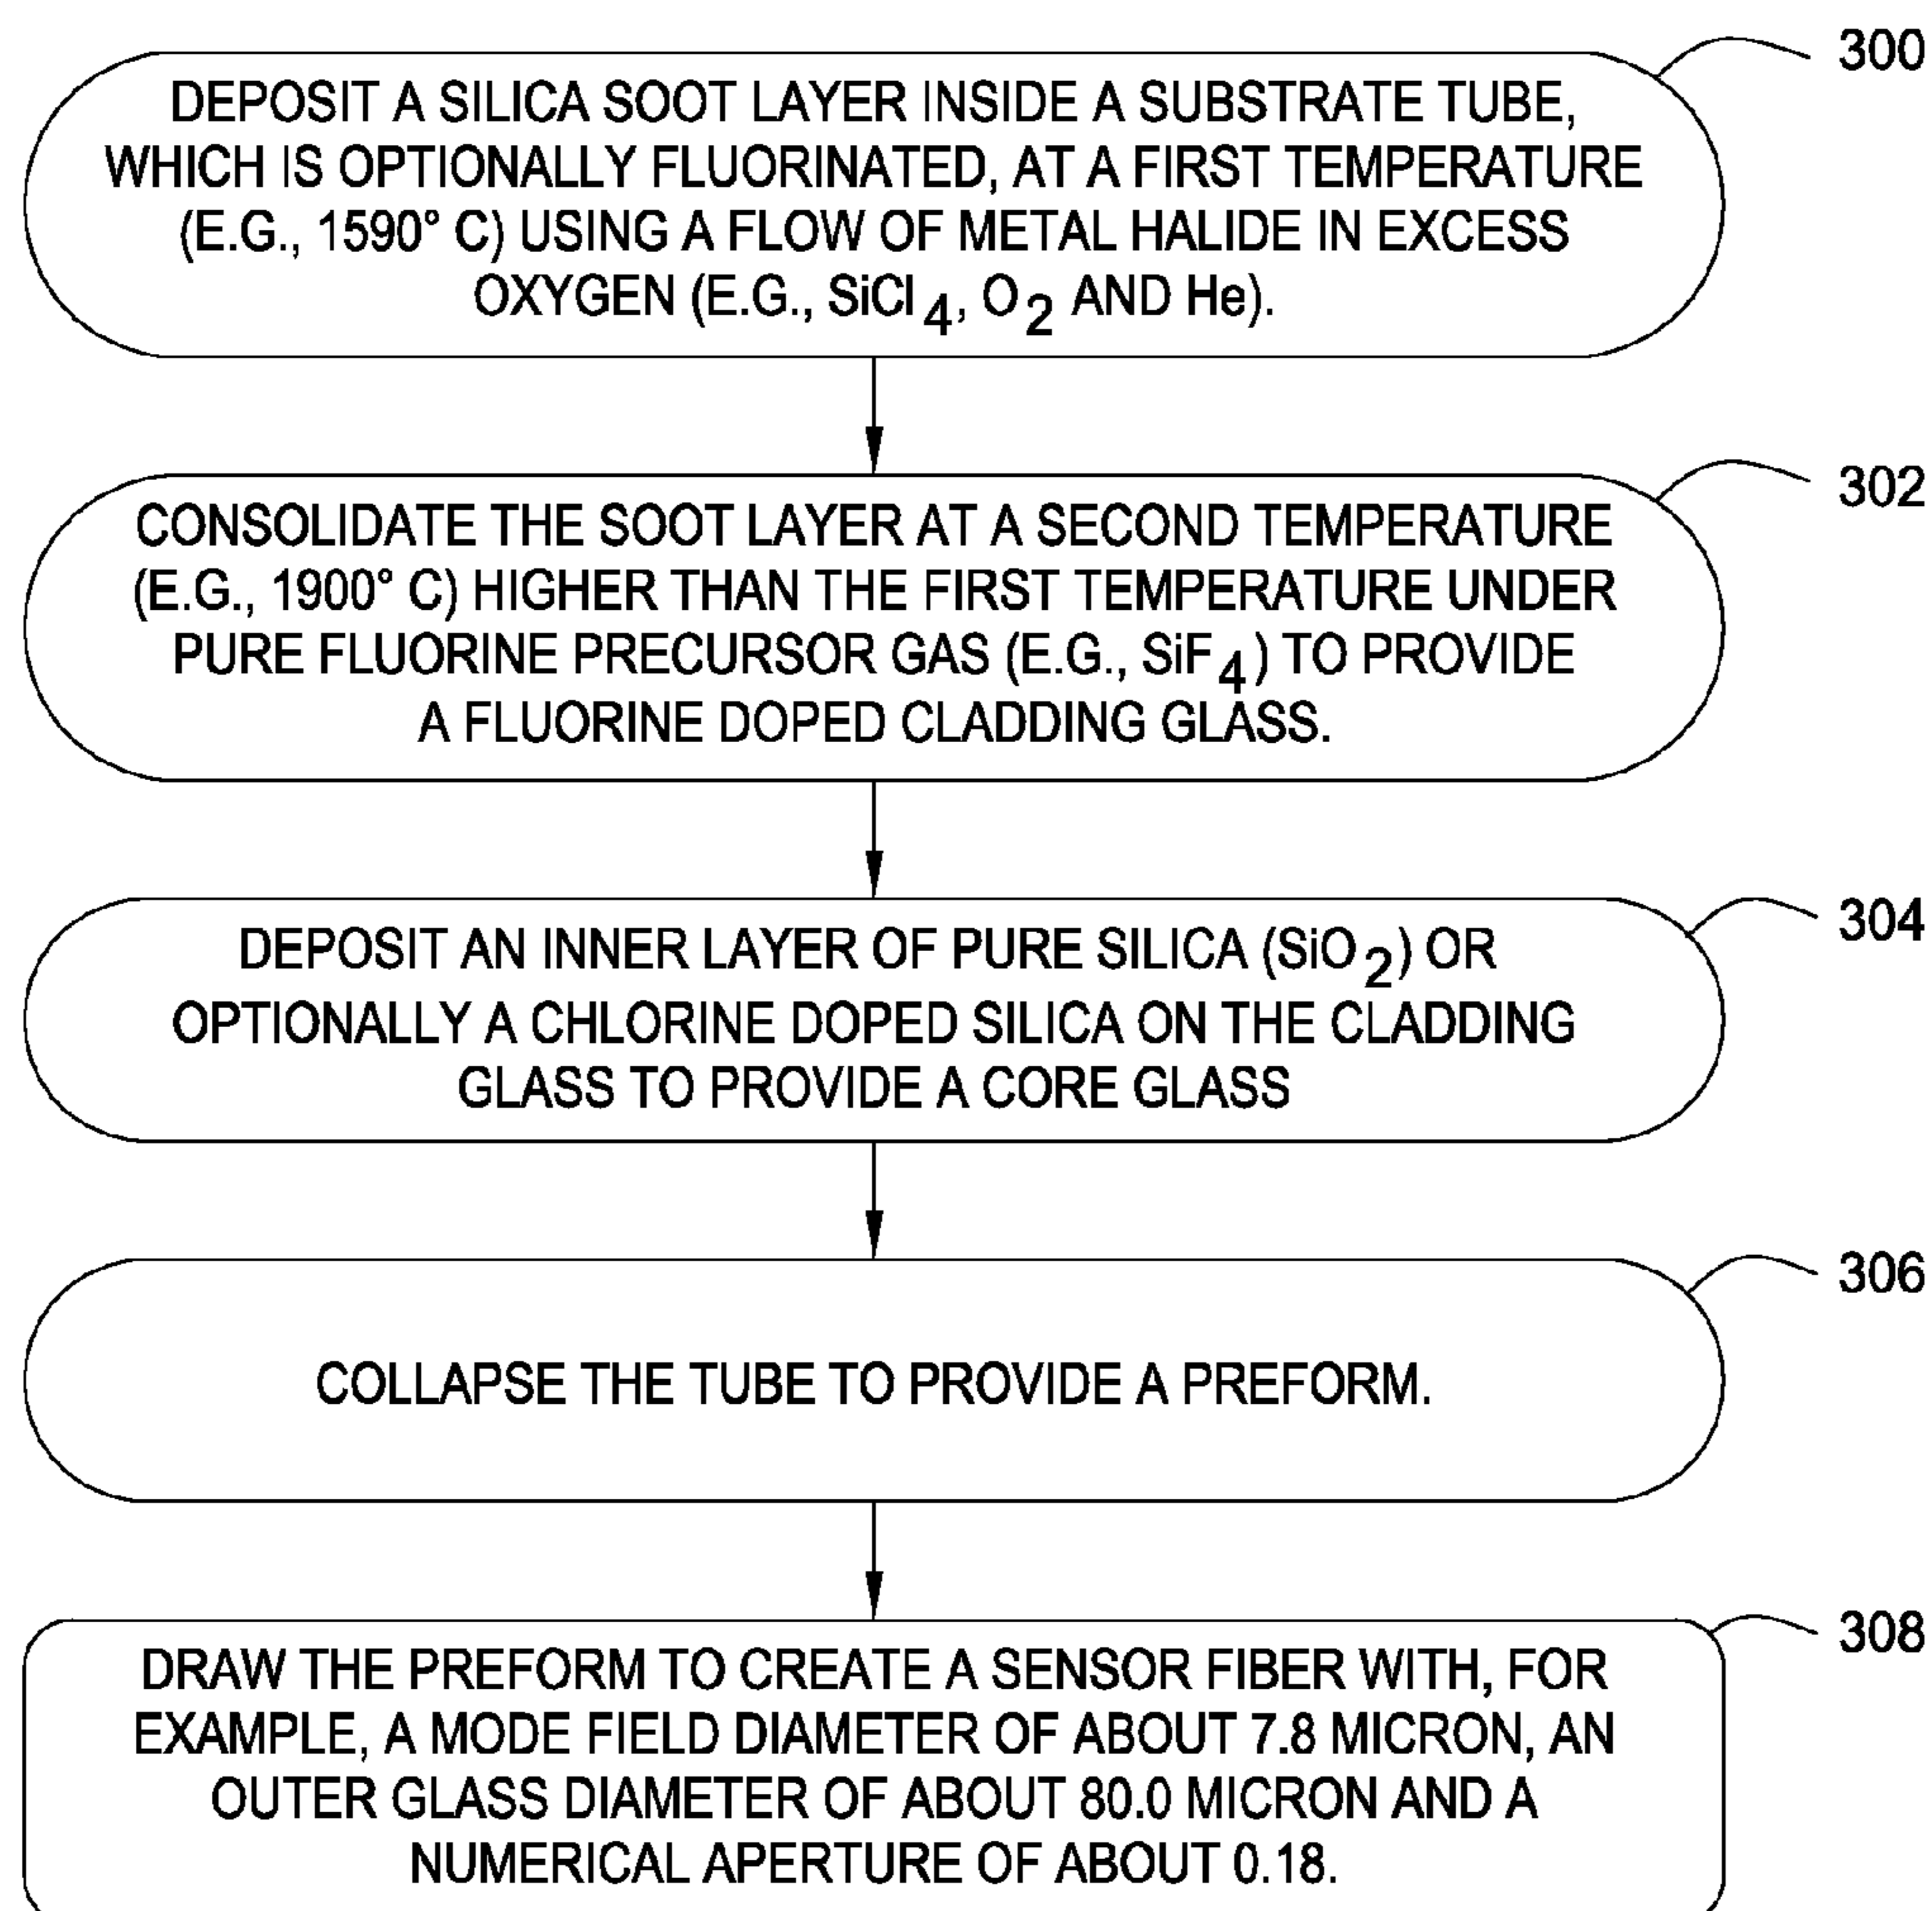 300
DEPOSIT A SILICA SOOT LAYER INSIDE A SUBSTRATE TUBE,
WHICH IS OPTIONALLY FLUORINATED, AT A FIRST TEMPERATURE
(E.G., 1590° C) USING A FLOW OF METAL HALIDE IN EXCESS
OXYGEN (E.G., SiCl4, O2 AND He).
302
CONSOLIDATE THE SOOT LAYER AT A SECOND TEMPERATURE
(E.G., 1900° C) HIGHER THAN THE FIRST TEMPERATURE UNDER
PURE FLUORINE PRECURSOR GAS (E.G., SiF4) TO PROVIDE
A FLUORINE DOPED CLADDING GLASS.
304
DEPOSIT AN INNER LAYER OF PURE SILICA (SiO2) OR
OPTIONALLY A CHLORINE DOPED SILICA ON THE CLADDING
GLASS TO PROVIDE A CORE GLASS
306
COLLAPSE THE TUBE TO PROVIDE A PREFORM.
308
DRAW THE PREFORM TO CREATE A SENSOR FIBER WITH, FOR
EXAMPLE, A MODE FIELD DIAMETER OF ABOUT 7.8 MICRON, AN
OUTER GLASS DIAMETER OF ABOUT 80.0 MICRON AND A
NUMERICAL APERTURE OF ABOUT 0.18.